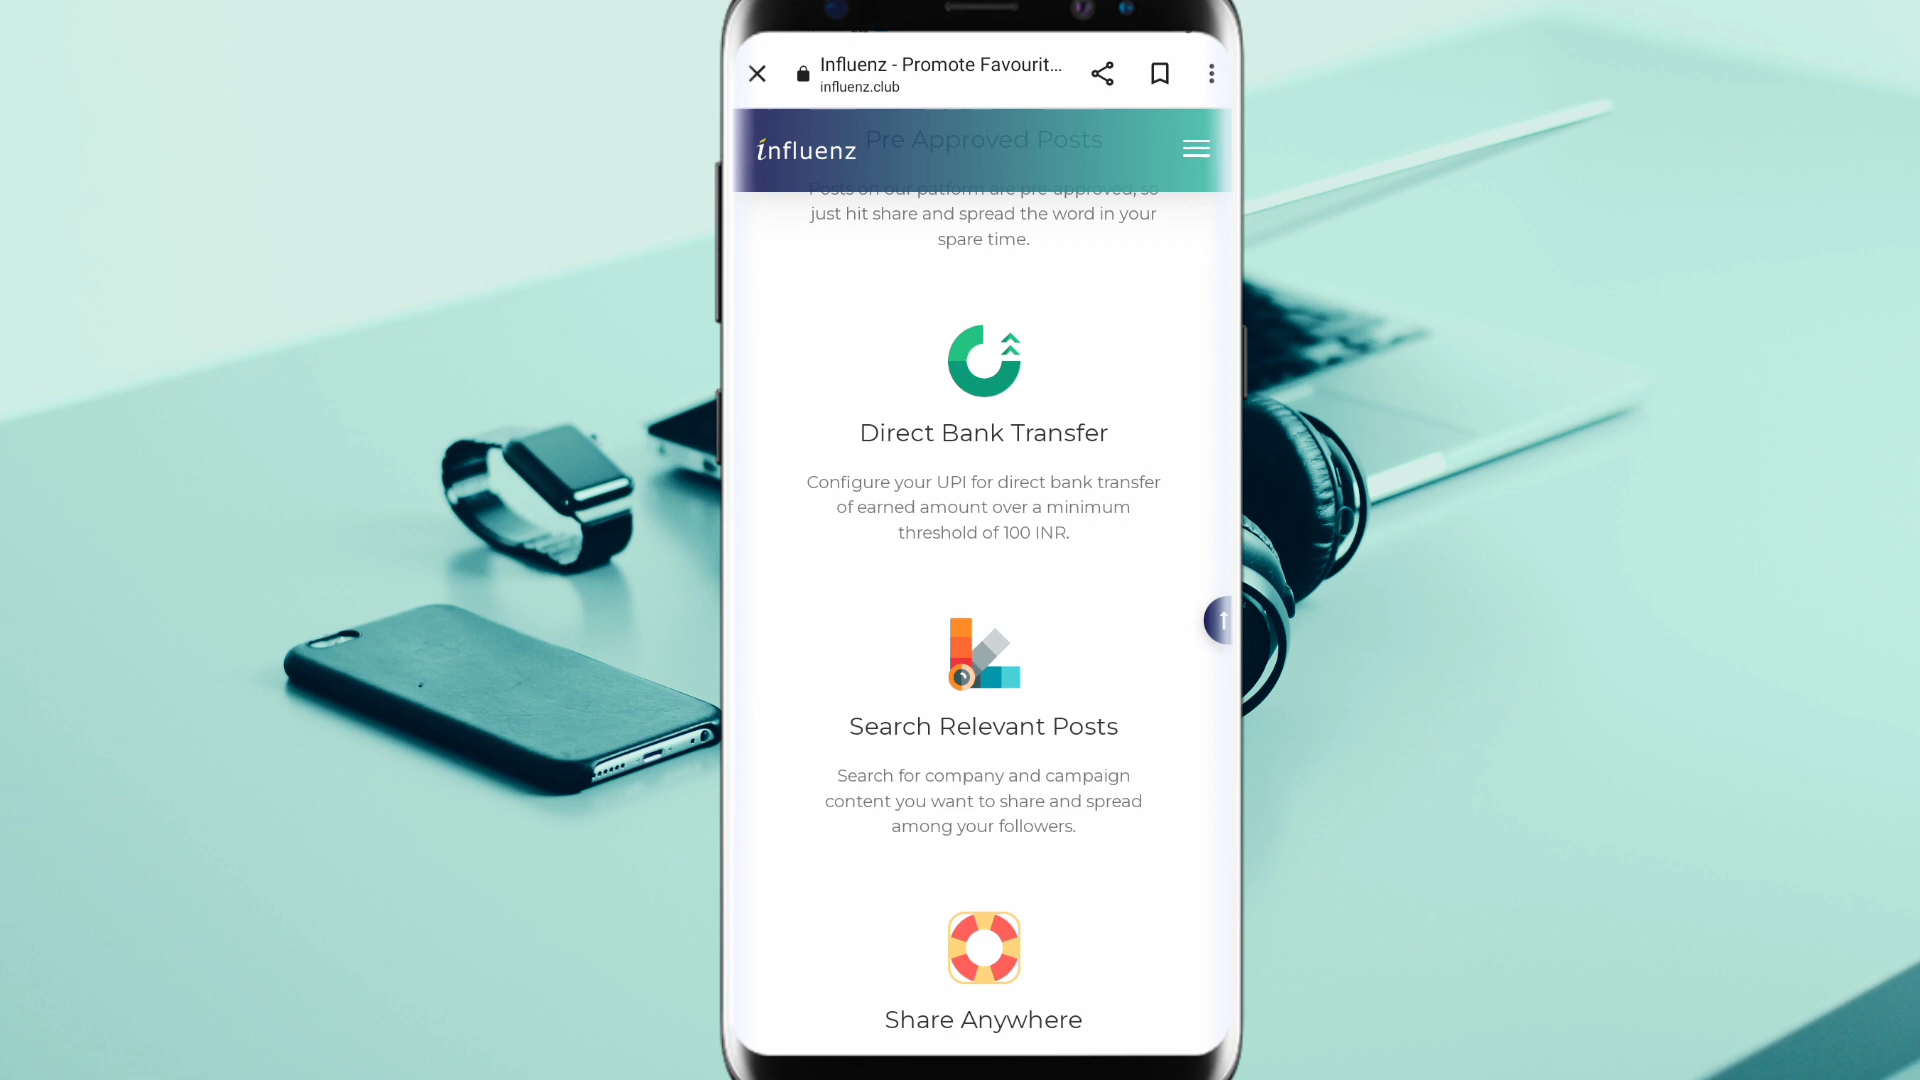 Influenz - Promote Favourit...
influenz.club
Pre Approved Posts
influenz
Posts on our patform are pre-approved, so
just hit share and spread the word in your
spare time.
Direct Bank Transfer
Configure your UPI for direct bank transfer
of earned amount over a minimum
threshold of 100 INR.
Search Relevant Posts
Search for company and campaign
content you want to share and spread
among your followers.
Share Anywhere